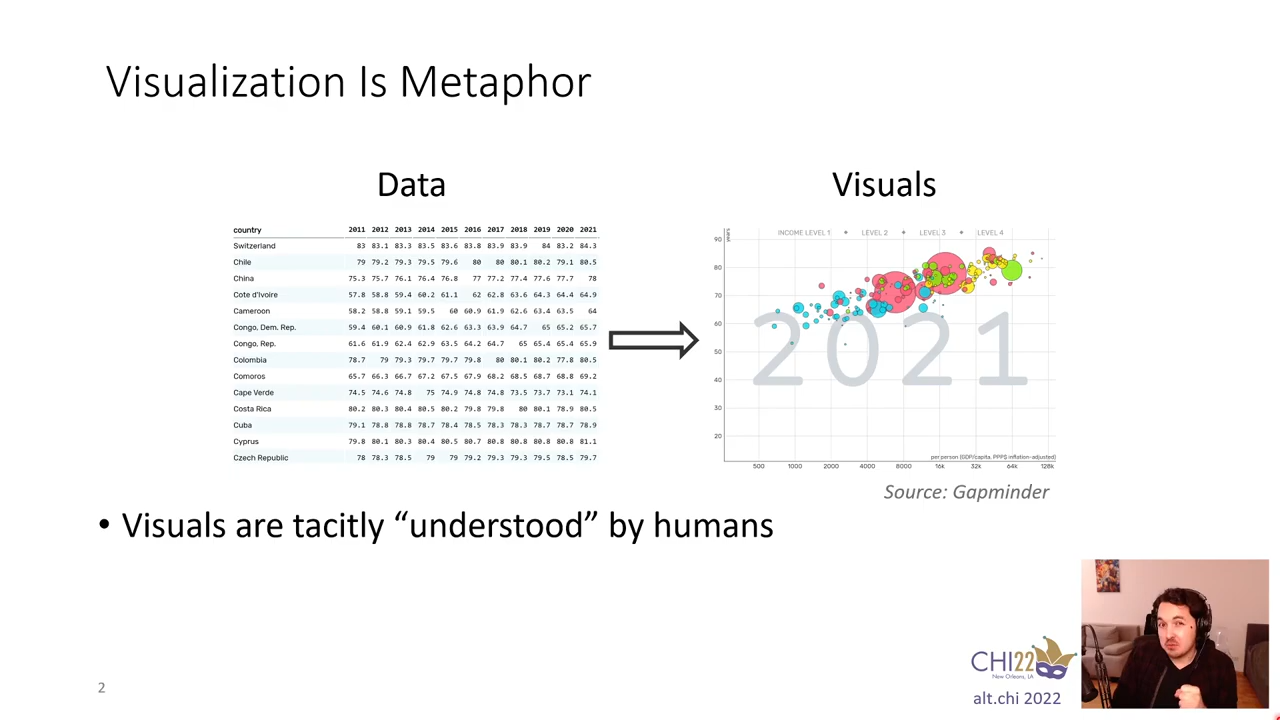 Visualization Is Metaphor
Data
country 2011 2012 2013 2014 2015 2016 2017 2018 2019 2020 2021
Switzerland 83 83.1 83.3 83.5 83.6 83.8 83.9 83.9 84 83.2 84.3
Chile 79 79.2 79.3 79.5 79.6 80 80 80.1 80.2 79.1 80.5
China 75.3 75.7 76.1 76.4 76.8 77 77.2 77.4 77.6 77.7 78
Cote d'Ivoire 57.8 58.8 59.4 60.2 61.1 62 62.8 63.6 64.3 64.4 64.9
Cameroon 58.2 58.8 59.1 59.5 60 60.9 61.9 62.6 63.4 63.5 64
Congo, Dem. Rep. 59.4 60.1 60.9 61.8 62.6 63.3 63.9 64.7 65 65.2 65.7
Congo, Rep. 61.6 61.9 62.4 62.9 63.5 64.2 64.7 65 65.4 65.4 65.9
Colombia 78.7 79 79.3 79.7 79.7 79.8 80 80.1 80.2 77.8 80.5
Comoros 65.7 66.3 66.7 67.2 67.5 67.9 68.2 68.5 68.7 68.8 69.2
Cape Verde 74.5 74.6 74.8 75 74.9 74.8 74.8 73.5 73.7 73.1 74.1
Costa Rica 80.2 80.3 80.4 80.5 80.2 79.8 79.8 80 80.1 78.9 80.5
Cuba 79.1 78.8 78.8 78.7 78.4 78.5 78.3 78.3 78.7 78.7 78.9
Cyprus 79.8 80.1 80.3 80.4 80.5 80.7 80.8 80.8 80.8 80.8 81.1
Czech Republic 78 78.3 78.5 79 79 79.2 79.3 79.3 79.5 78.5 79.7
Visuals
INCOME LEVEL 1 LEVEL 2 LEVEL 3 LEVEL 4
years
90
80
70
60
50
40
30
20
2021
per person (GDP/capita, PPP$ inflation-adjusted)
500 1000 2000 4000 8000 16k 32k 64k 128k
Source: Gapminder
• Visuals are tacitly “understood” by humans
2
CHI22
New Orleans, LA
alt.chi 2022